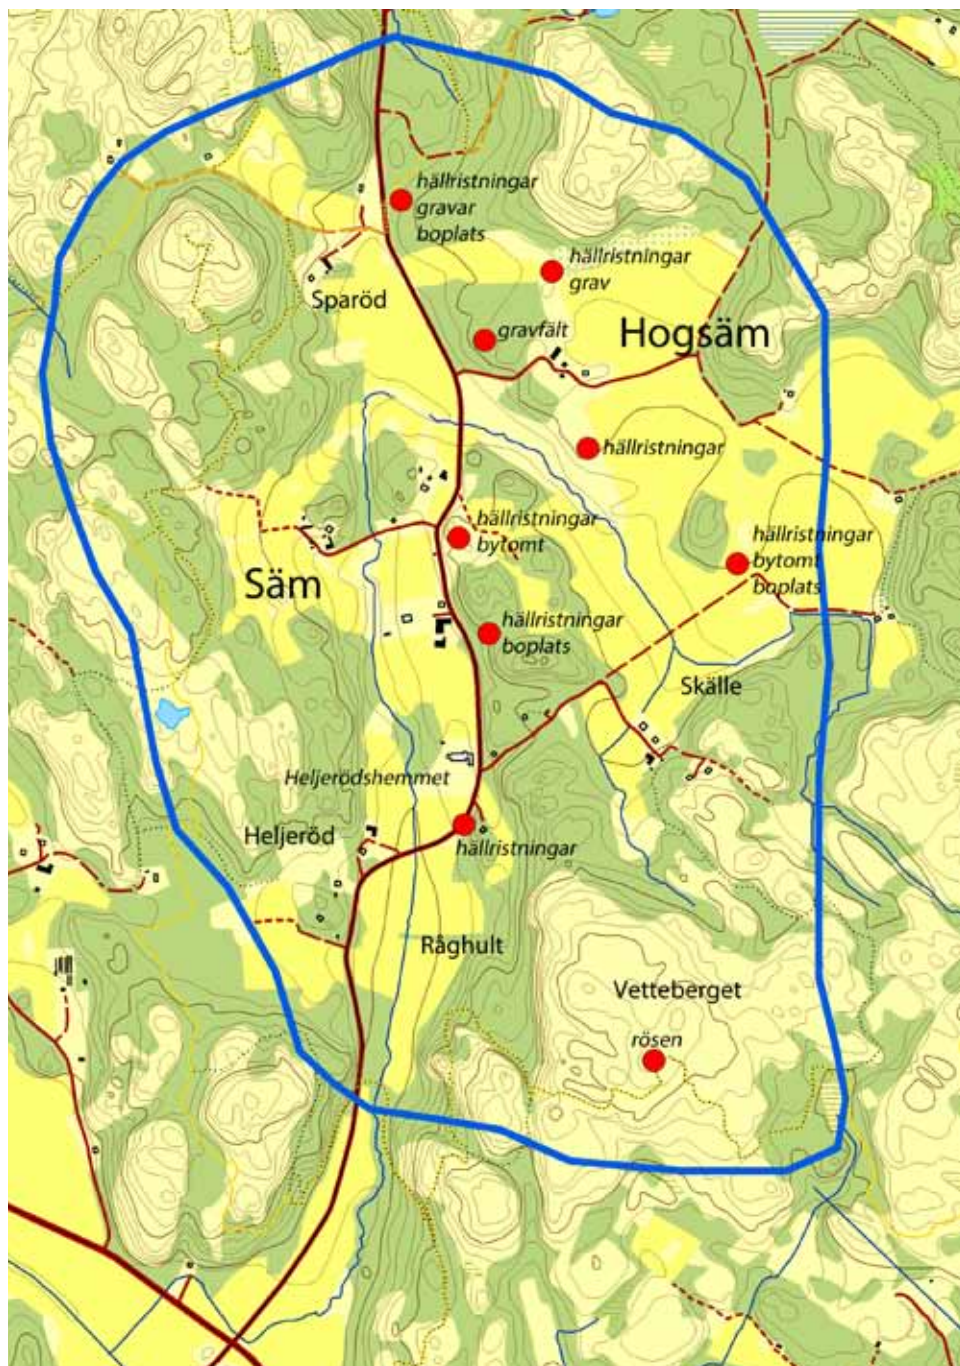 hällristningar
gravar
boplats
hällristningar
grav
Sparöd
Hogsäm
gravfält
hällristningar
hällristningar
bytomt
hällristningar
bytomt
boplats
Säm
hällristningar
boplats
Skälle
Heljerödshemmet
Heljeröd
hällristningar
Råghult
Vetteberget
rösen